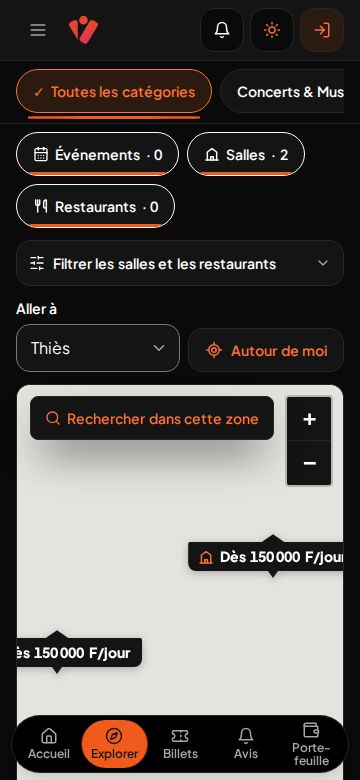 ✓ Toutes les catégories
Concerts & Mus
Événements · 0
Salles · 2
Restaurants · 0
Filtrer les salles et les restaurants
Aller à
Thiès
Autour de moi
Rechercher dans cette zone
+
−
Dès 150 000 F/jour
ès 150 000 F/jour
Accueil
Explorer
Billets
Avis
Porte-
feuille